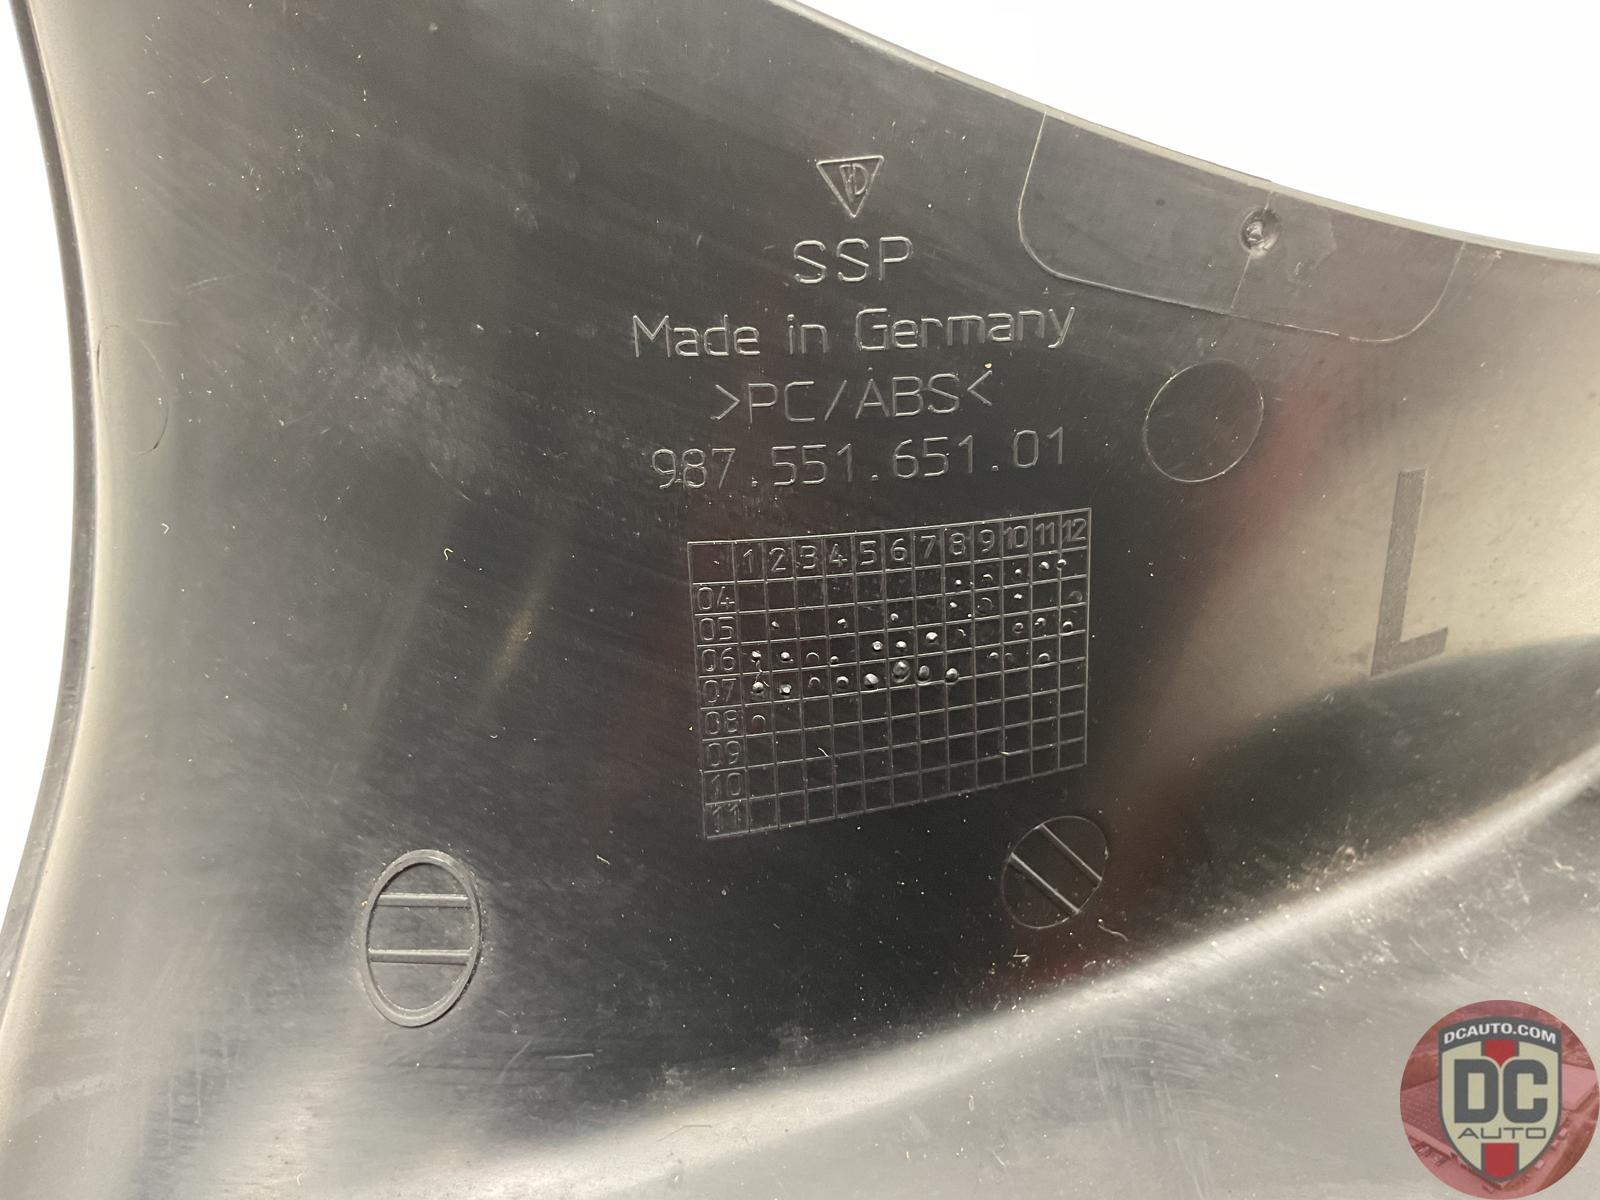 SSP
Made in Germany
>PC/ABS<
987.551.651.01
1 2 3 4 5 6 7 8 9 10 11 12
04
05
06
07
08
09
10
11
L
DCAUTO.COM
DC
AUTO